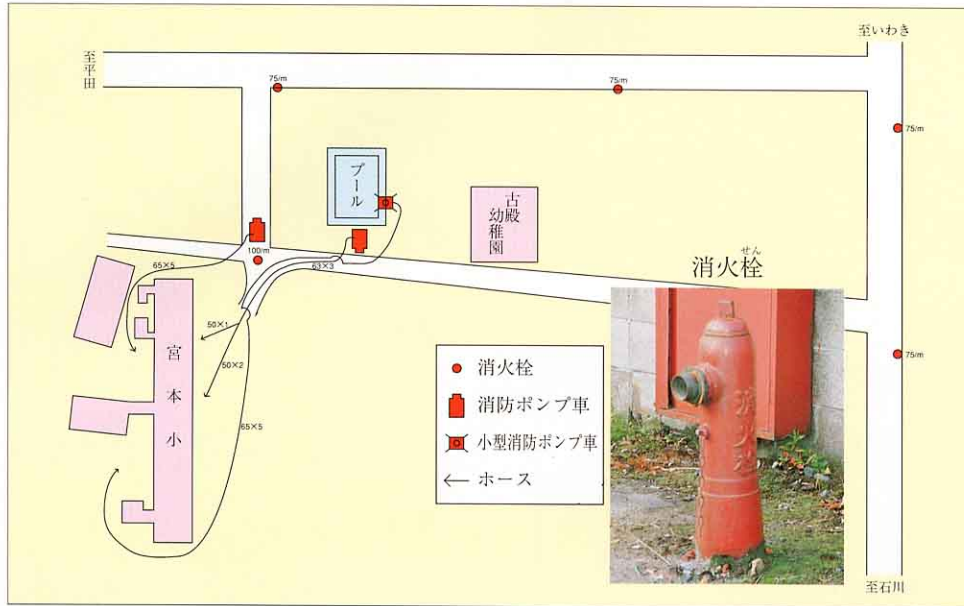 至いわき
至平田
75/m
75/m
75/m
プール
古殿
幼稚園
100/m
65×5
63×3
消火栓
せん
50×1
50×2
65×5
宮本小
75/m
消火栓
消防ポンプ車
小型消防ポンプ車
ホース
消火栓
至石川